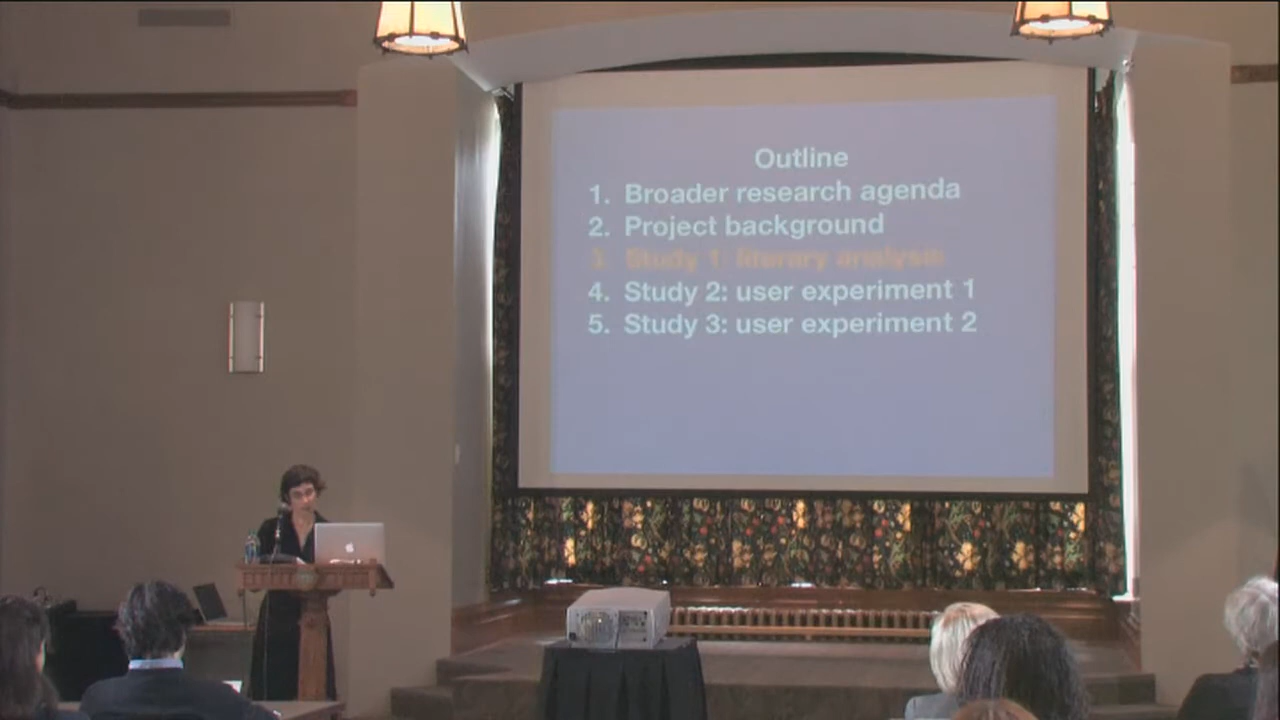 Outline
1. Broader research agenda
2. Project background
3. Study 1: literary analysis
4. Study 2: user experiment 1
5. Study 3: user experiment 2